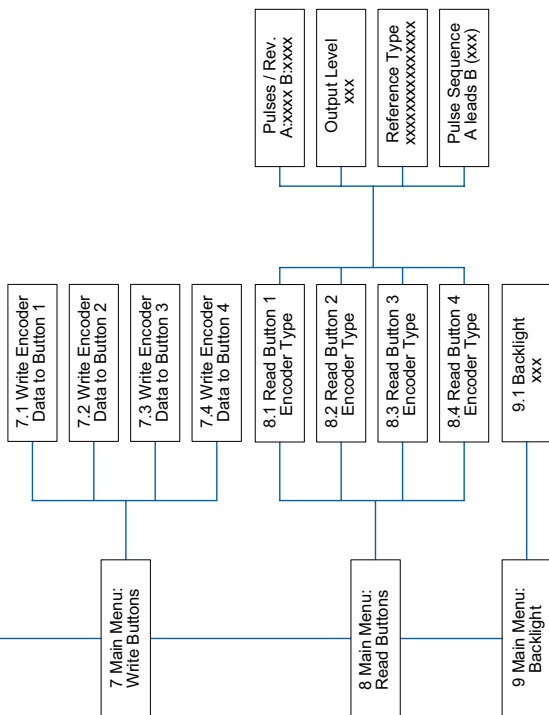 7 Main Menu:
Write Buttons
7.1 Write Encoder
Data to Button 1
7.2 Write Encoder
Data to Button 2
7.3 Write Encoder
Data to Button 3
7.4 Write Encoder
Data to Button 4
8 Main Menu:
Read Buttons
8.1 Read Button 1
Encoder Type
8.2 Read Button 2
Encoder Type
8.3 Read Button 3
Encoder Type
8.4 Read Button 4
Encoder Type
Pulses / Rev.
A:xxxx B:xxxx
Output Level
xxx
Reference Type
xxxxxxxxxxxxxxx
Pulse Sequence
A leads B (xxx)
9 Main Menu:
Backlight
9.1 Backlight
xxx